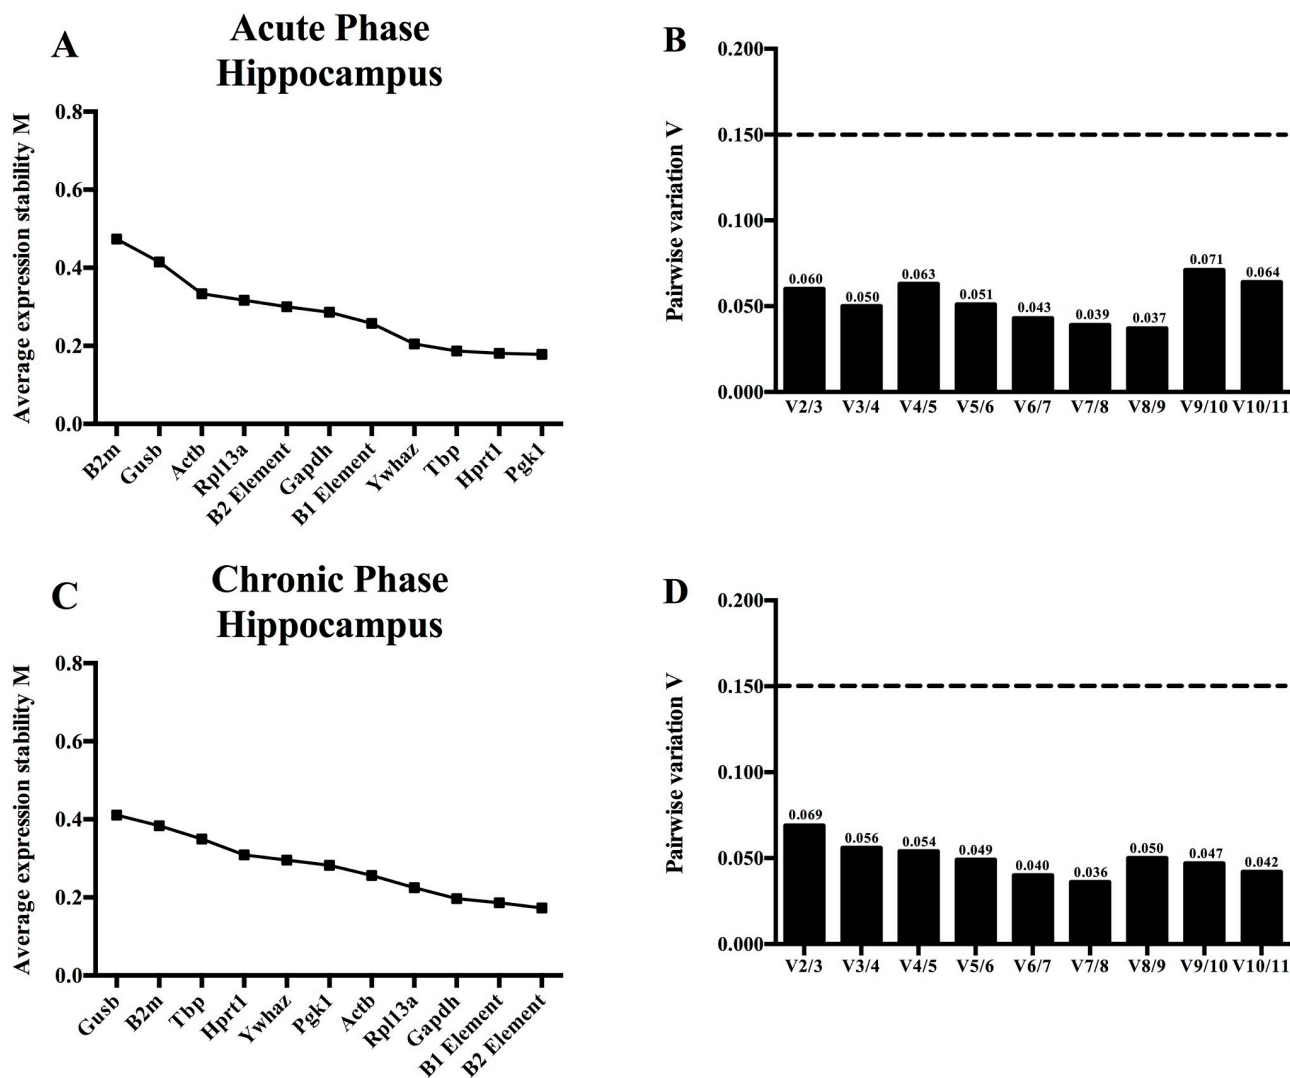 A
Acute Phase
Hippocampus
Average expression stability M
0.8
0.6
0.4
0.2
0.0
B2m
Gusb
Actb
Rpl13a
B2 Element
Gapdh
B1 Element
Ywhaz
Tbp
Hprt1
Pgk1
B
Pairwise variation V
0.200
0.150
0.100
0.050
0.000
0.060
0.050
0.063
0.051
0.043
0.039
0.037
0.071
0.064
V2/3
V3/4
V4/5
V5/6
V6/7
V7/8
V8/9
V9/10
V10/11
C
Chronic Phase
Hippocampus
Average expression stability M
0.8
0.6
0.4
0.2
0.0
Gusb
B2m
Tbp
Hprt1
Ywhaz
Pgk1
Actb
Rpl13a
Gapdh
B1 Element
B2 Element
D
Pairwise variation V
0.200
0.150
0.100
0.050
0.000
0.069
0.056
0.054
0.049
0.040
0.036
0.050
0.047
0.042
V2/3
V3/4
V4/5
V5/6
V6/7
V7/8
V8/9
V9/10
V10/11